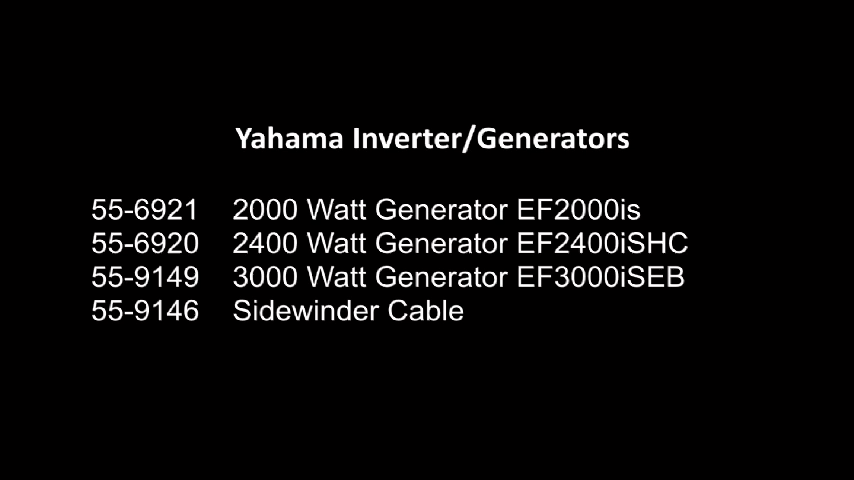 Yahama Inverter/Generators
55-6921 2000 Watt Generator EF2000is
55-6920 2400 Watt Generator EF2400iSHC
55-9149 3000 Watt Generator EF3000iSEB
55-9146 Sidewinder Cable